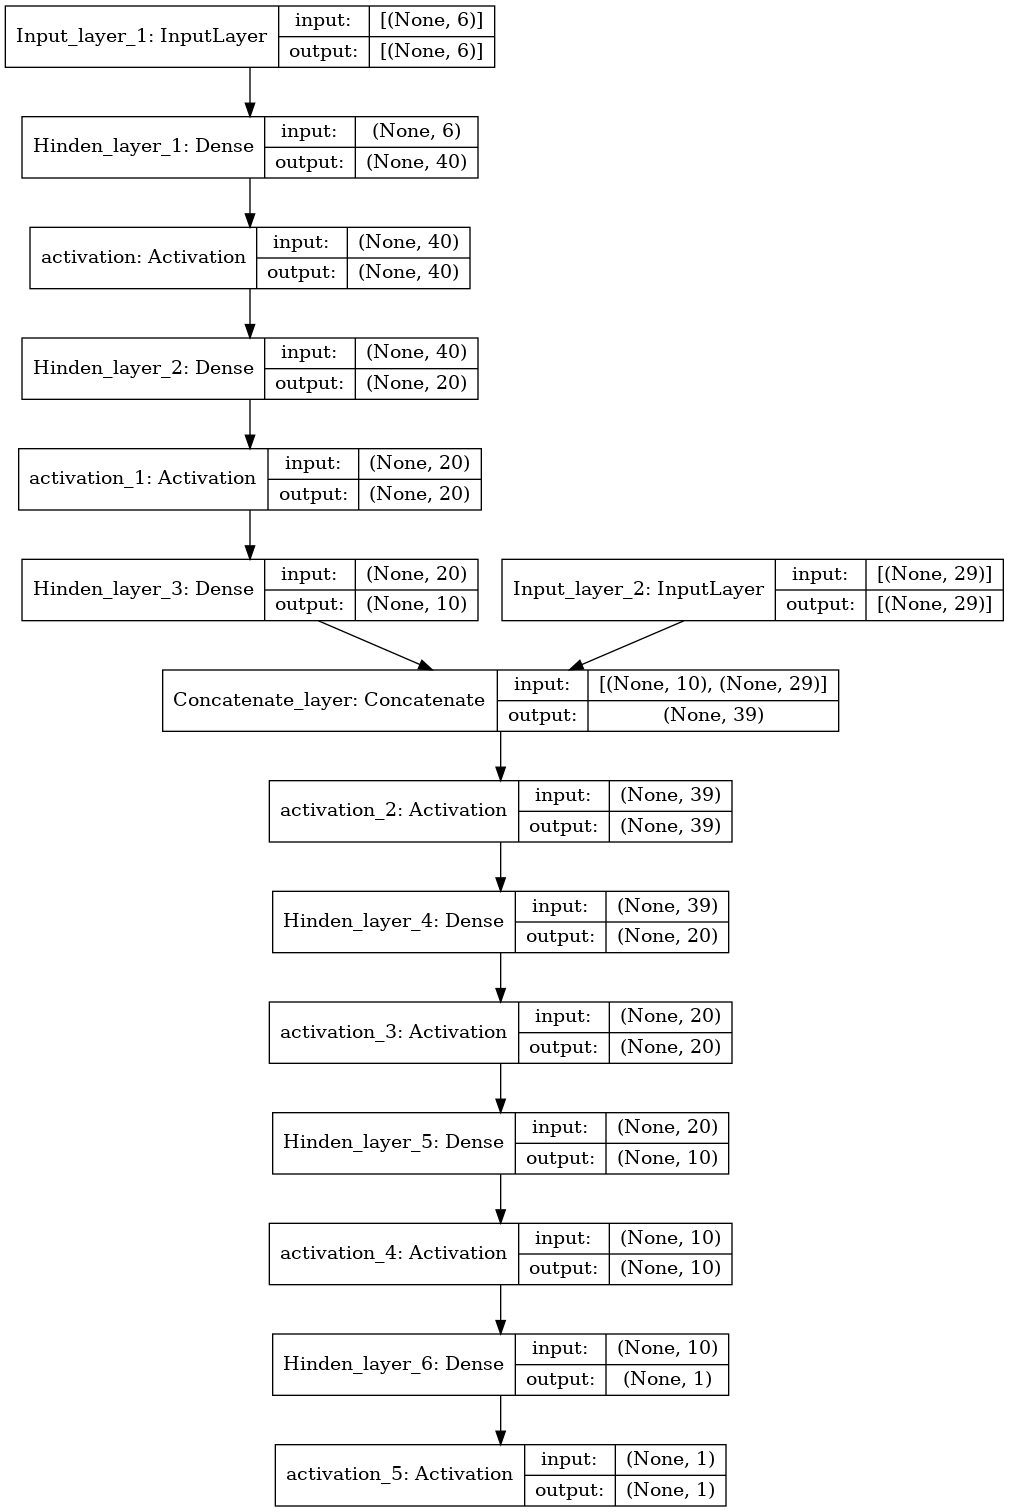 Input_layer_1: InputLayer
input: [(None, 6)]
output: [(None, 6)]
Hinden_layer_1: Dense
input: (None, 6)
output: (None, 40)
activation: Activation
input: (None, 40)
output: (None, 40)
Hinden_layer_2: Dense
input: (None, 40)
output: (None, 20)
activation_1: Activation
input: (None, 20)
output: (None, 20)
Hinden_layer_3: Dense
input: (None, 20)
output: (None, 10)
Input_layer_2: InputLayer
input: [(None, 29)]
output: [(None, 29)]
Concatenate_layer: Concatenate
input: [(None, 10), (None, 29)]
output: (None, 39)
activation_2: Activation
input: (None, 39)
output: (None, 39)
Hinden_layer_4: Dense
input: (None, 39)
output: (None, 20)
activation_3: Activation
input: (None, 20)
output: (None, 20)
Hinden_layer_5: Dense
input: (None, 20)
output: (None, 10)
activation_4: Activation
input: (None, 10)
output: (None, 10)
Hinden_layer_6: Dense
input: (None, 10)
output: (None, 1)
activation_5: Activation
input: (None, 1)
output: (None, 1)